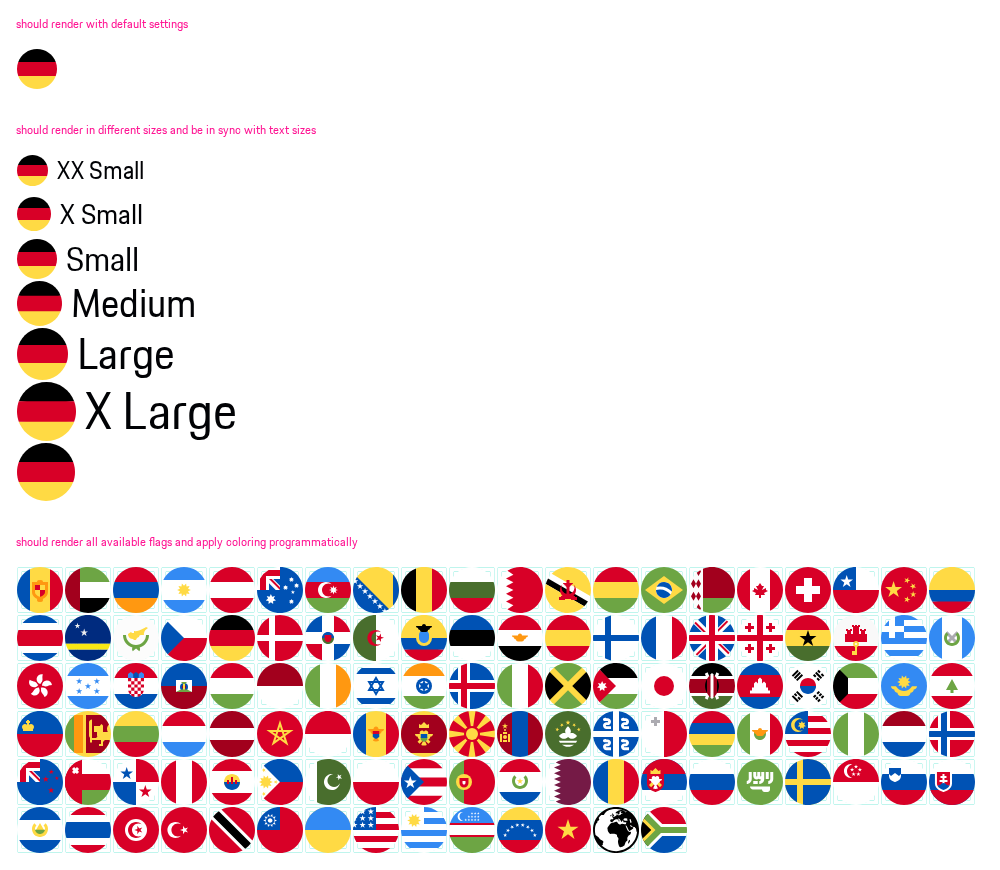 should render with default settings
should render in different sizes and be in sync with text sizes
XX Small
X Small
Small
Medium
Large
X Large
should render all available flags and apply coloring programmatically